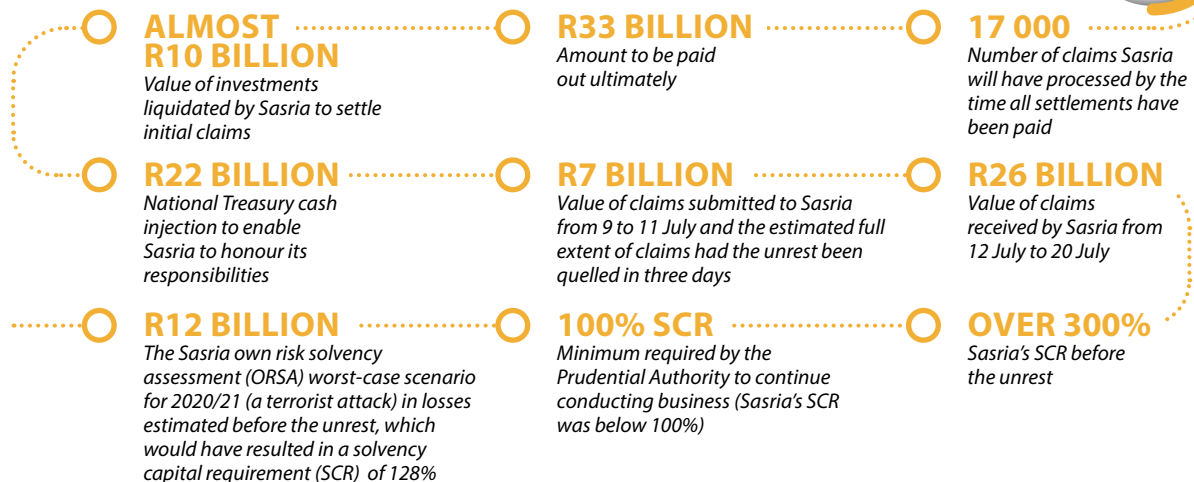 ALMOST
R10 BILLION
Value of investments
liquidated by Sasria to settle
initial claims
R33 BILLION
Amount to be paid
out ultimately
17 000
Number of claims Sasria
will have processed by the
time all settlements have
been paid
R22 BILLION
National Treasury cash
injection to enable
Sasria to honour its
responsibilities
R7 BILLION
Value of claims submitted to Sasria
from 9 to 11 July and the estimated full
extent of claims had the unrest been
quelled in three days
R26 BILLION
Value of claims
received by Sasria from
12 July to 20 July
R12 BILLION
The Sasria own risk solvency
assessment (ORSA) worst-case scenario
for 2020/21 (a terrorist attack) in losses
estimated before the unrest, which
would have resulted in a solvency
capital requirement (SCR) of 128%
100% SCR
Minimum required by the
Prudential Authority to continue
conducting business (Sasria's SCR
was below 100%)
OVER 300%
Sasria's SCR before
the unrest